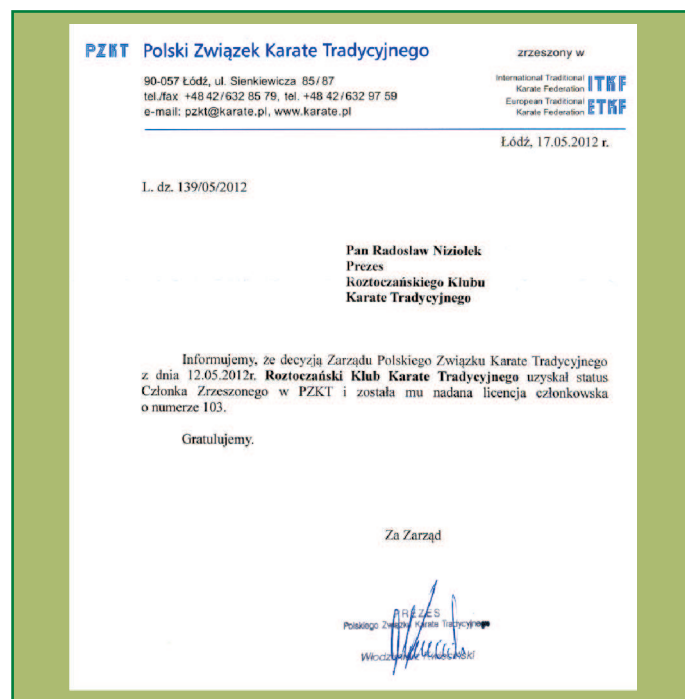 PZKT Polski Związek Karate Tradycyjnego
90-057 Łódź, ul. Sienkiewicza 85/87
tel./fax +48 42/632 85 79, tel. +48 42/632 97 59
e-mail: pzkt@karate.pl, www.karate.pl
zrzeszony w
International Traditional
Karate Federation ITKF
European Traditional
Karate Federation ETKF
Łódź, 17.05.2012 r.
L. dz. 139/05/2012
Pan Radosław Niziołek
Prezes
Roztoczańskiego Klubu
Karate Tradycyjnego
Informujemy, że decyzją Zarządu Polskiego Związku Karate Tradycyjnego
z dnia 12.05.2012r. Roztoczański Klub Karate Tradycyjnego uzyskał status
Członka Zrzeszonego w PZKT i została mu nadana licencja członkowska
o numerze 103.
Gratulujemy.
Za Zarząd
PREZES
Polskiego Związku Karate Tradycyjnego